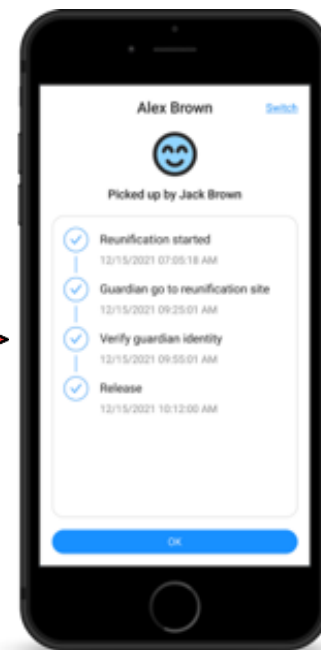 Alex Brown
Switch
Picked up by Jack Brown
Reunification started
12/15/2021 07:05:18 AM
Guardian go to reunification site
12/15/2021 09:25:01 AM
Verify guardian identity
12/15/2021 09:55:01 AM
Release
12/15/2021 10:12:00 AM
OK